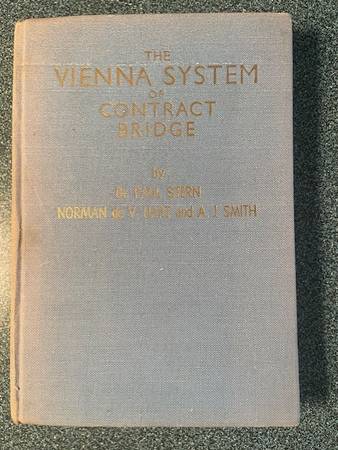 THE
VIENNA SYSTEM
OF
CONTRACT
BRIDGE
by
Dr. PAUL STERN
NORMAN de V. HART and A. J. SMITH